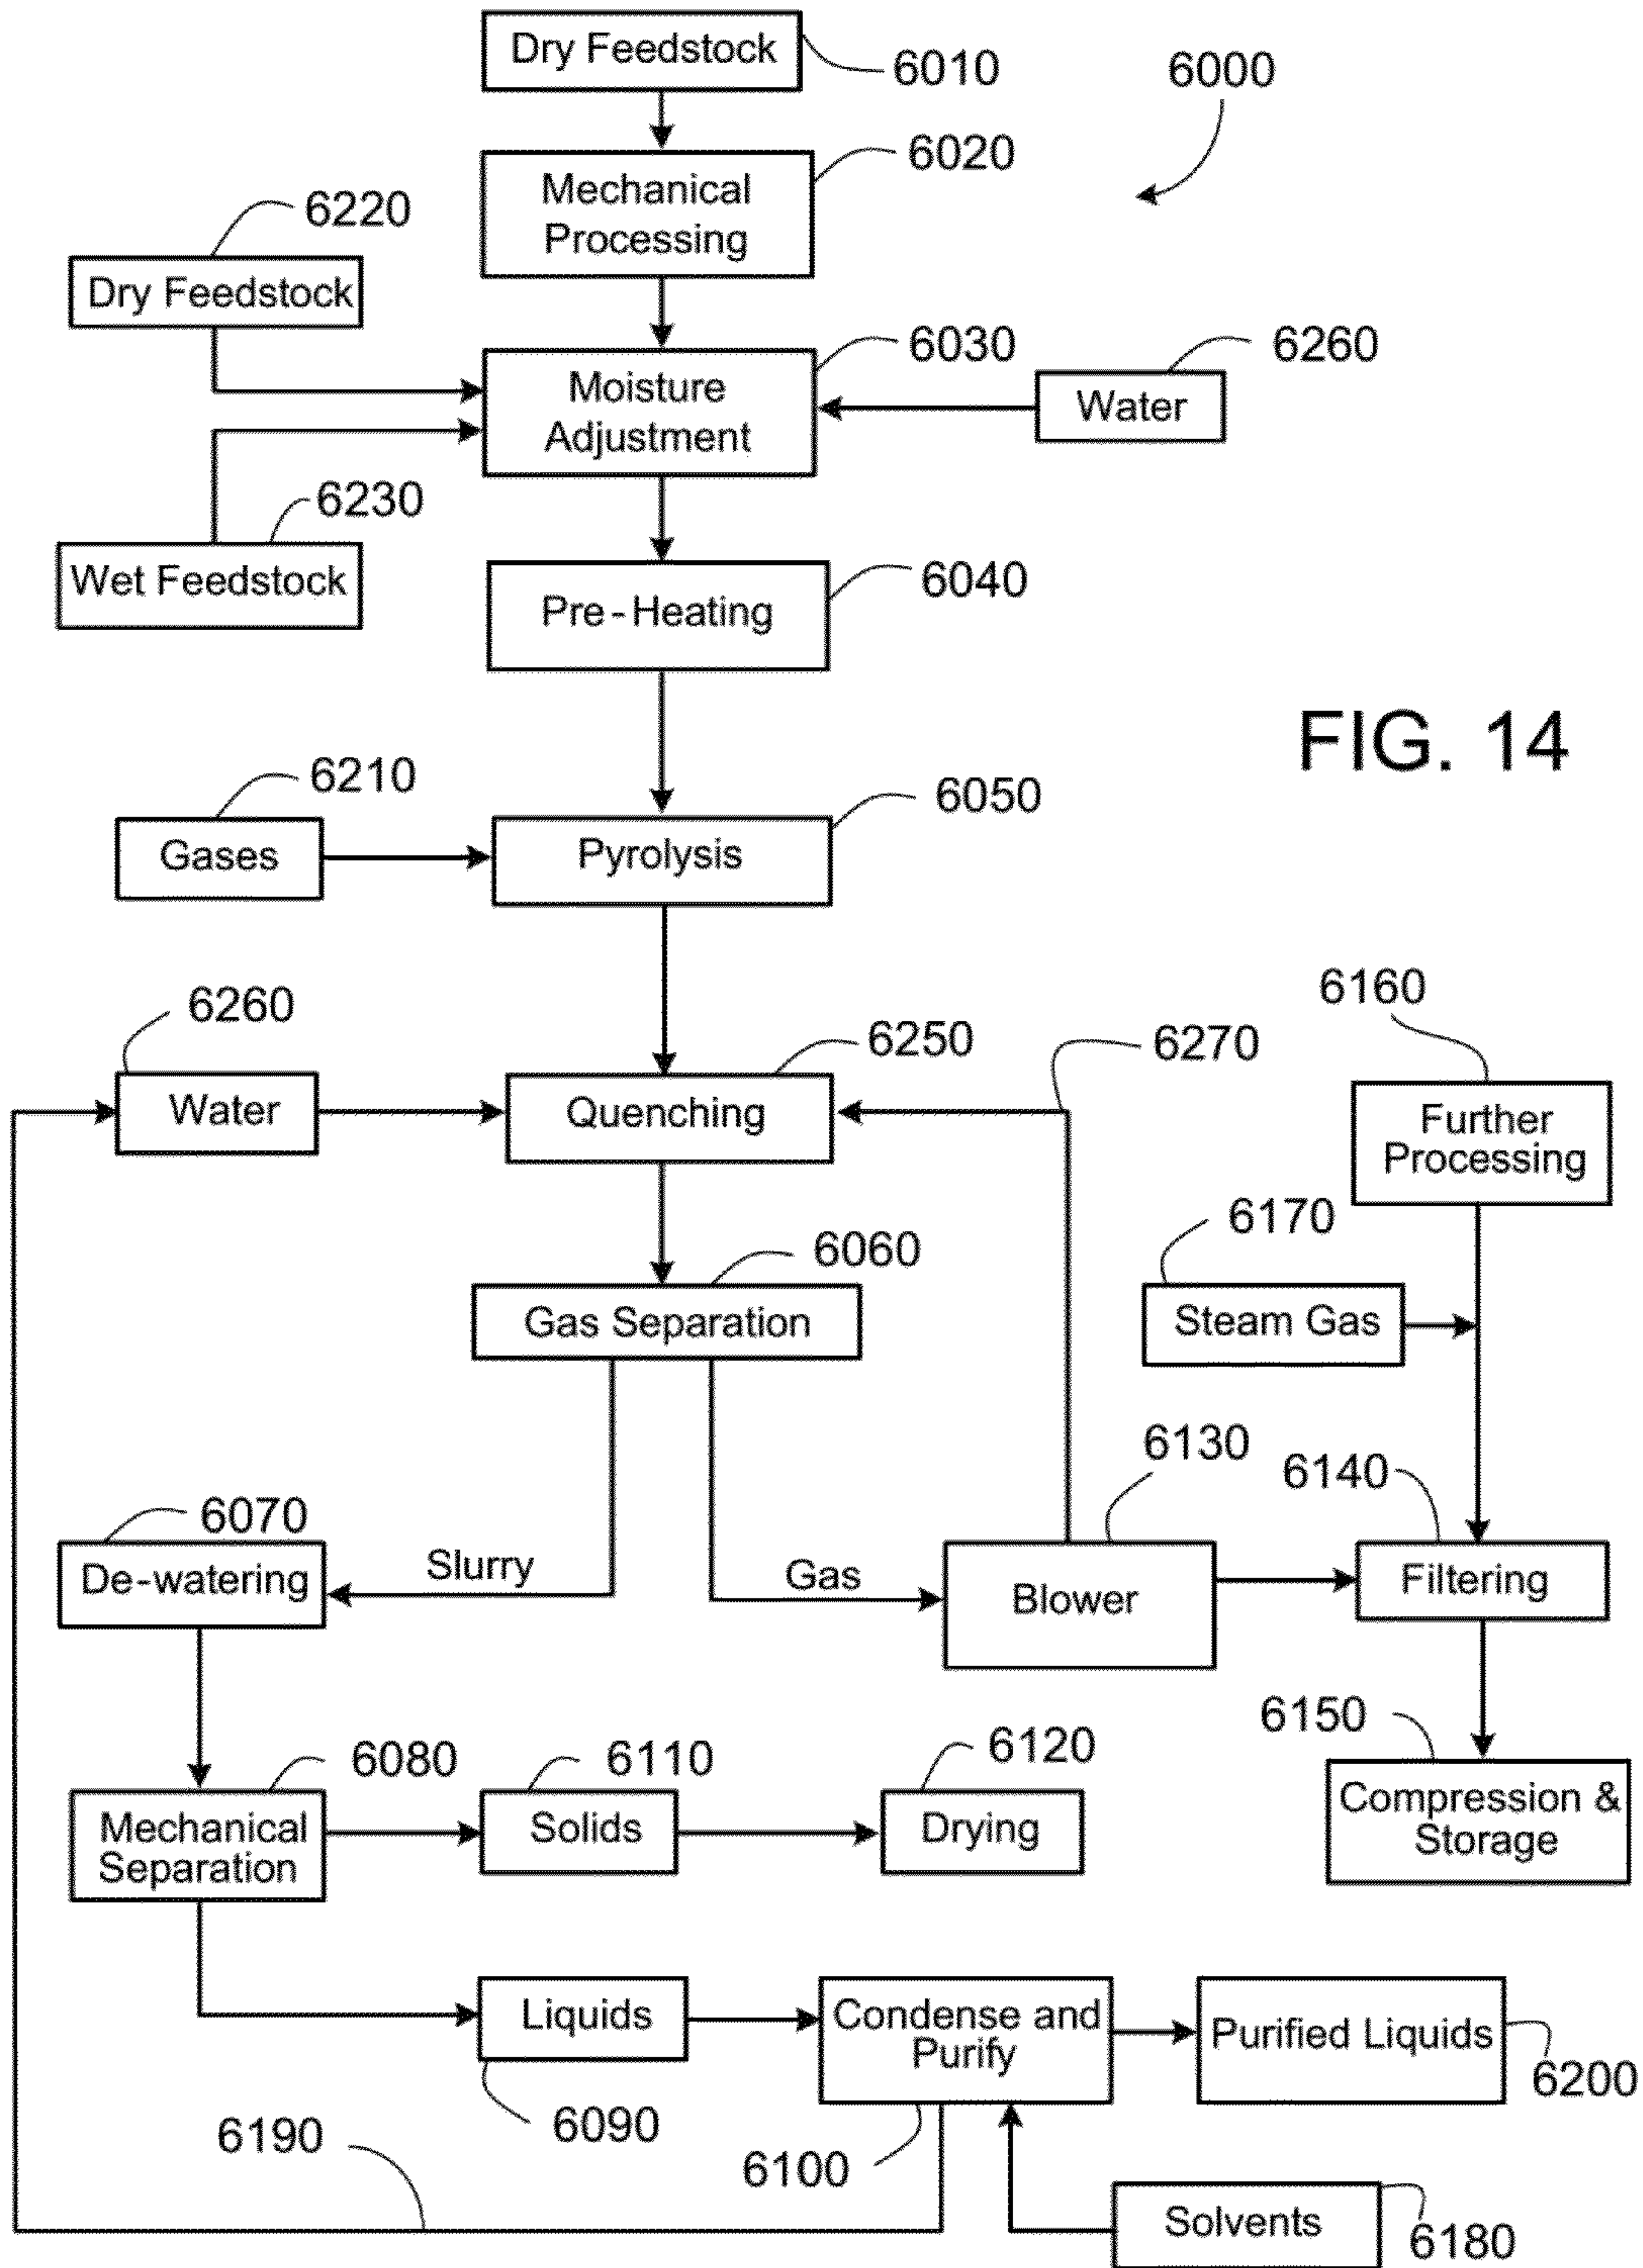 Dry Feedstock
6010
6000
Mechanical
Processing
6020
6220
Dry Feedstock
Moisture
Adjustment
6030
6260
Water
6230
Wet Feedstock
Pre-Heating
6040
FIG. 14
6210
Gases
Pyrolysis
6050
6260
Water
Quenching
6250
6270
6160
Further
Processing
6170
Steam Gas
6060
Gas Separation
6070
De-watering
Slurry
Gas
6130
Blower
6140
Filtering
6150
Compression &
Storage
6080
Mechanical
Separation
6110
Solids
6120
Drying
Liquids
6090
Condense and
Purify
6100
Purified Liquids
6200
6190
Solvents
6180